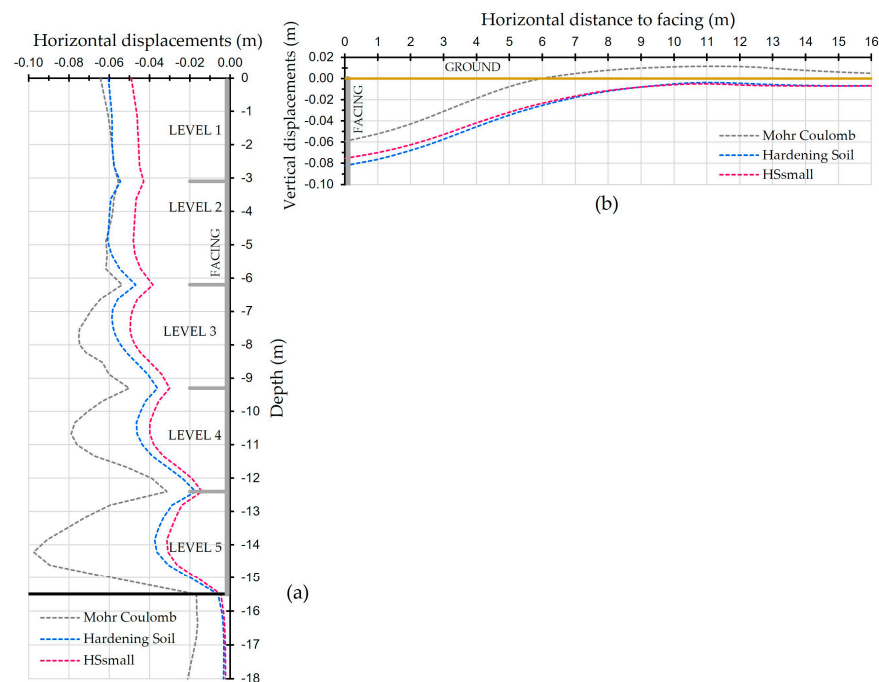 Horizontal displacements (m)
-0.10 -0.08 -0.06 -0.04 -0.02 0.00
0
-1
-2
-3
-4
-5
-6
-7
-8
-9
-10
-11
-12
-13
-14
-15
-16
-17
-18
Depth (m)
LEVEL 1
LEVEL 2
FACING
LEVEL 3
LEVEL 4
LEVEL 5
Mohr Coulomb
Hardening Soil
HSsmall
(a)
Horizontal distance to facing (m)
0 1 2 3 4 5 6 7 8 9 10 11 12 13 14 15 16
Vertical displacements (m)
0.02
0.00
-0.02
-0.04
-0.06
-0.08
-0.10
GROUND
FACING
Mohr Coulomb
Hardening Soil
HSsmall
(b)